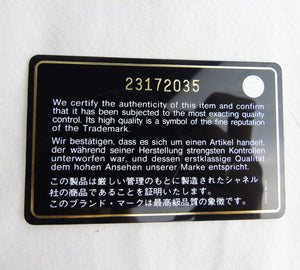 23172035
We certify the authenticity of this item and confirm
that it has been subjected to the most exacting quality
control. Its high quality is a symbol of the fine reputation
of the Trademark.
Wir bestätigen, dass es sich um einen Artikel handelt,
der während seiner Herstellung strengsten Kontrollen
unterworfen war, und dessen erstklassige Qualität
dem hohen Ansehen unserer Marke entspricht.
この製品は厳しい管理のもとに製造されたシャネル
社の商品であることを証明いたします。
このブランド・マークは最高級品質の象徴です。